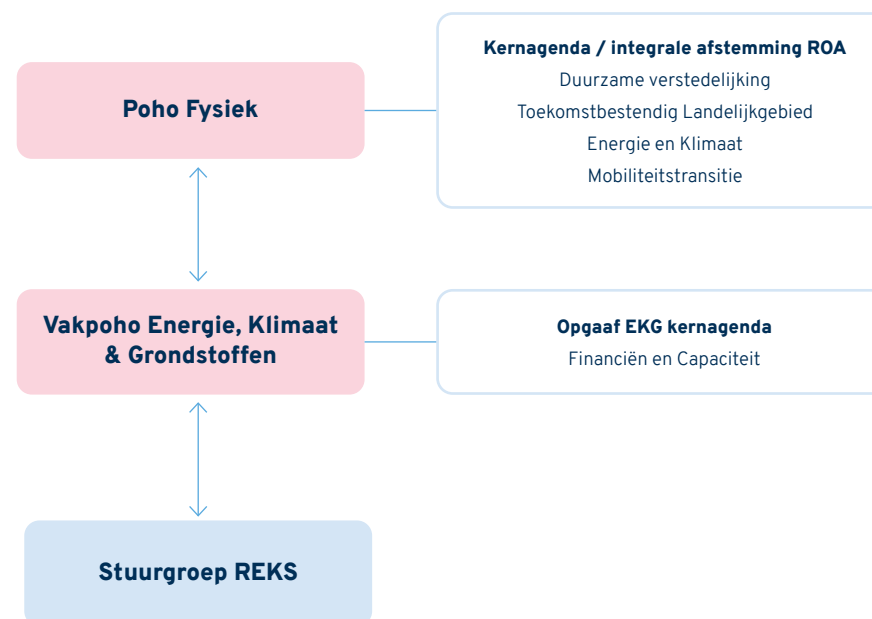 Poho Fysiek
Kernagenda / integrale afstemming ROA
Duurzame verstedelijking
Toekomstbestendig Landelijkgebied
Energie en Klimaat
Mobiliteitstransitie
Vakpoho Energie, Klimaat
& Grondstoffen
Opgaaf EKG kernagenda
Financiën en Capaciteit
Stuurgroep REKS